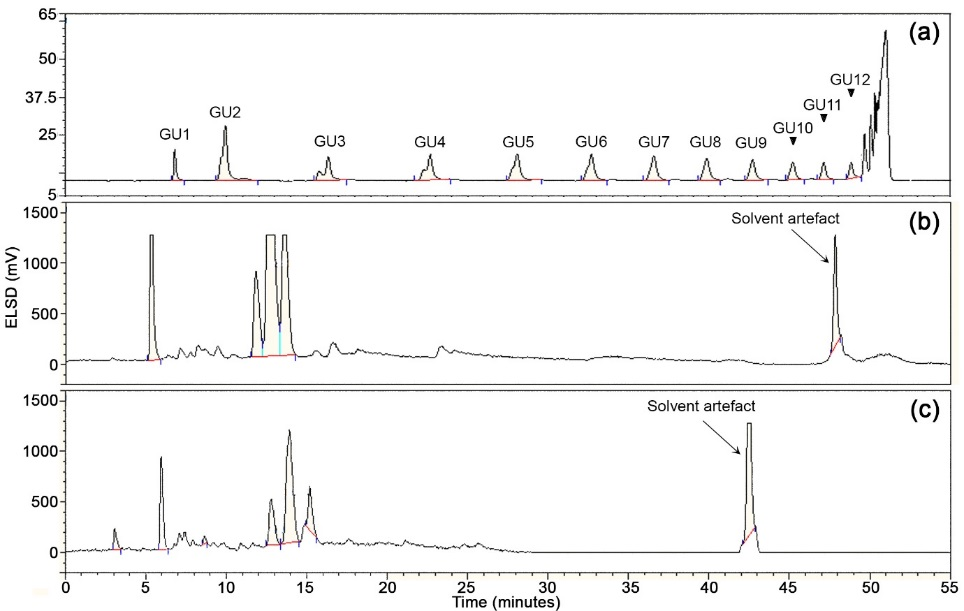 65
(a)
GU12
50
GU11
37.5
GU2
GU10
GU1
GU3
GU4
GU5
GU6
GU7
GU8
GU9
25
5
1500
Solvent artefact
(b)
1000
500
0
ELSD (mV)
1500
Solvent artefact
(c)
1000
500
0
0 5 10 15 20 25 30 35 40 45 50 55
Time (minutes)